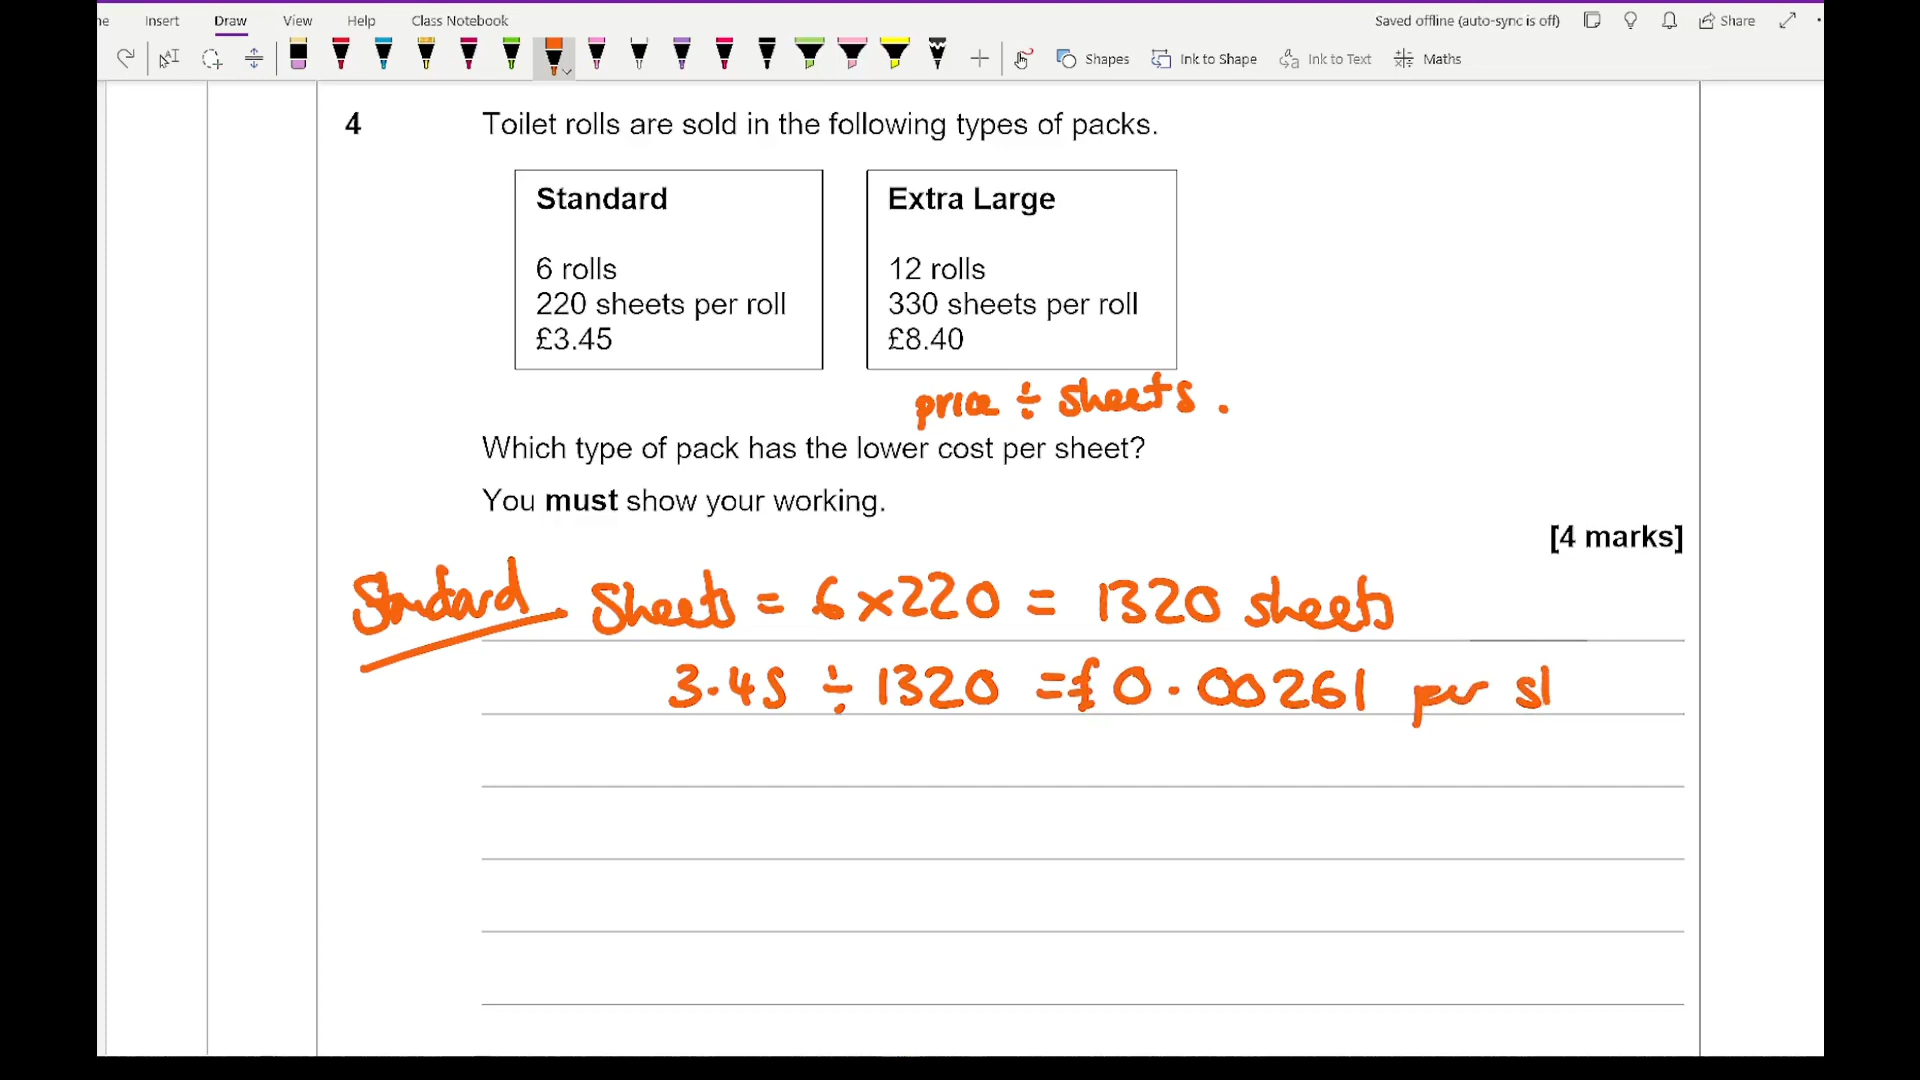 ne Insert Draw View Help Class Notebook Saved offline (auto-sync is off) Share
Shapes Ink to Shape Ink to Text Maths
4 Toilet rolls are sold in the following types of packs.
Standard
6 rolls
220 sheets per roll
£3.45
Extra Large
12 rolls
330 sheets per roll
£8.40
price ÷ sheets.
Which type of pack has the lower cost per sheet?
You must show your working.
[4 marks]
Standard. Sheets = 6×220 = 1320 sheets
3.45 ÷ 1320 = £0.00261 per sl